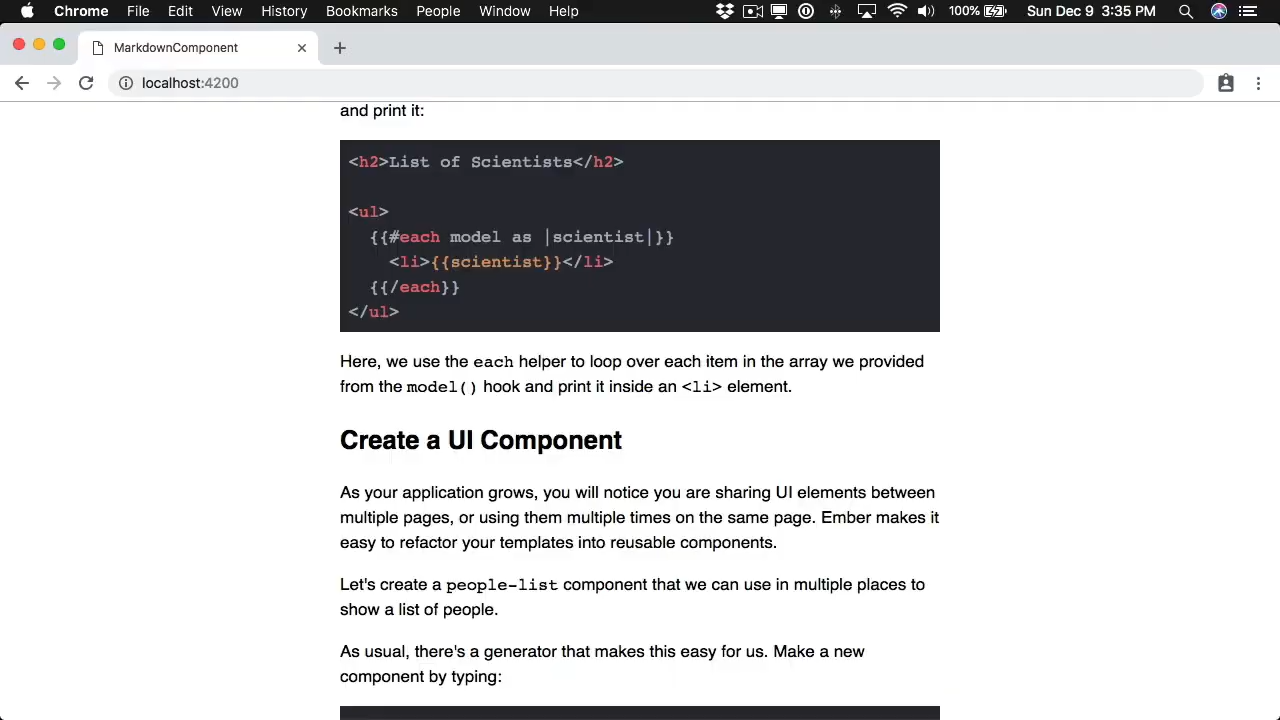 Chrome File Edit View History Bookmarks People Window Help 100% Sun Dec 9 3:35 PM
MarkdownComponent
localhost:4200
and print it:
<h2>List of Scientists</h2>
<ul>
{{#each model as |scientist|}}
<li>{{scientist}}</li>
{{/each}}
</ul>
Here, we use the each helper to loop over each item in the array we provided
from the model() hook and print it inside an <li> element.
Create a UI Component
As your application grows, you will notice you are sharing UI elements between
multiple pages, or using them multiple times on the same page. Ember makes it
easy to refactor your templates into reusable components.
Let's create a people-list component that we can use in multiple places to
show a list of people.
As usual, there's a generator that makes this easy for us. Make a new
component by typing: